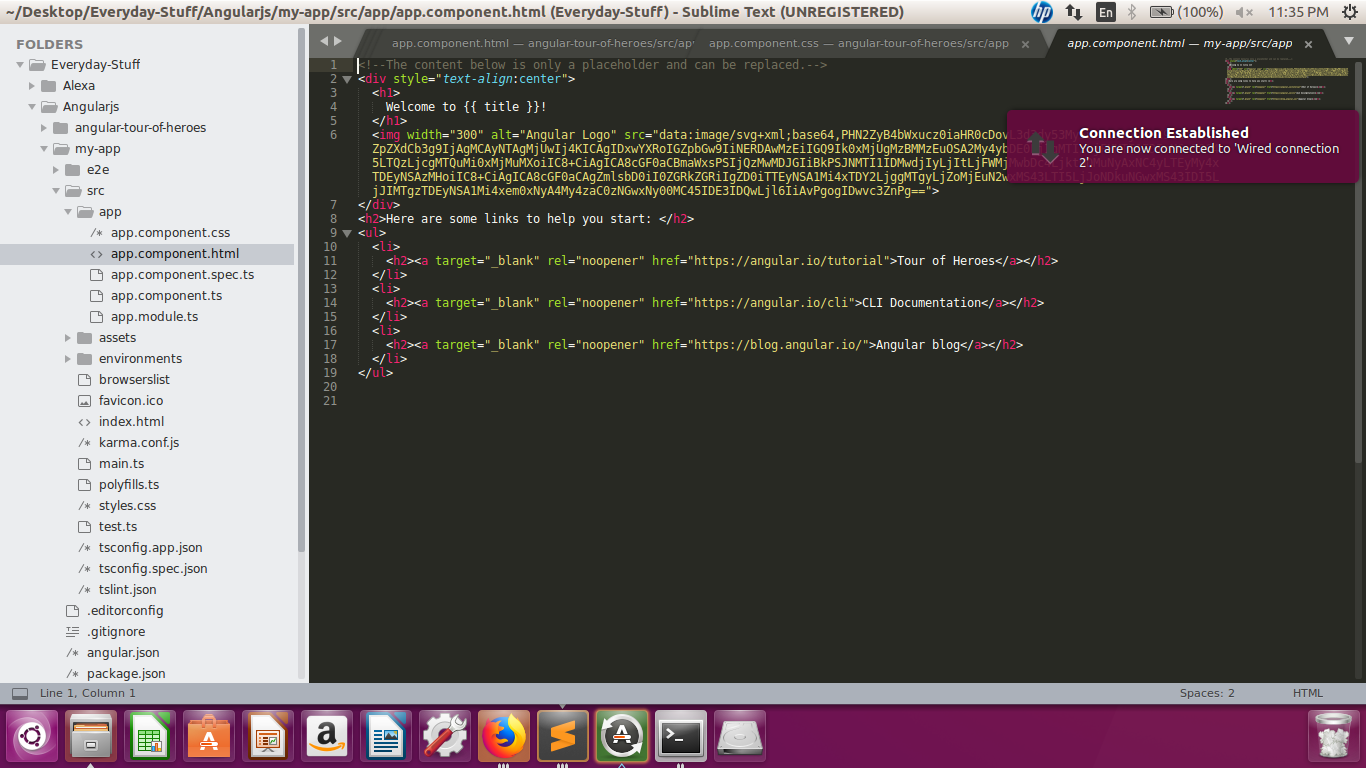 ~/Desktop/Everyday-Stuff/Angularjs/my-app/src/app/app.component.html (Everyday-Stuff) - Sublime Text (UNREGISTERED)
En
(100%)
11:35 PM
FOLDERS
Everyday-Stuff
Alexa
Angularjs
angular-tour-of-heroes
my-app
e2e
src
app
app.component.css
app.component.html
app.component.spec.ts
app.component.ts
app.module.ts
assets
environments
browserslist
favicon.ico
index.html
karma.conf.js
main.ts
polyfills.ts
styles.css
test.ts
tsconfig.app.json
tsconfig.spec.json
tslint.json
.editorconfig
.gitignore
angular.json
package.json
app.component.html — angular-tour-of-heroes/src/app
app.component.css — angular-tour-of-heroes/src/app
app.component.html — my-app/src/app
1 <!--The content below is only a placeholder and can be replaced.-->
2 <div style="text-align:center">
3 <h1>
4 Welcome to {{ title }}!
5 </h1>
6 <img width="300" alt="Angular Logo" src="data:image/svg+xml;base64,
7 </div>
8 <h2>Here are some links to help you start: </h2>
9 <ul>
10 <li>
11 <h2><a target="_blank" rel="noopener" href="https://angular.io/tutorial">Tour of Heroes</a></h2>
12 </li>
13 <li>
14 <h2><a target="_blank" rel="noopener" href="https://angular.io/cli">CLI Documentation</a></h2>
15 </li>
16 <li>
17 <h2><a target="_blank" rel="noopener" href="https://blog.angular.io/">Angular blog</a></h2>
18 </li>
19 </ul>
20
21
Connection Established
You are now connected to 'Wired connection
2'.
Line 1, Column 1
Spaces: 2
HTML